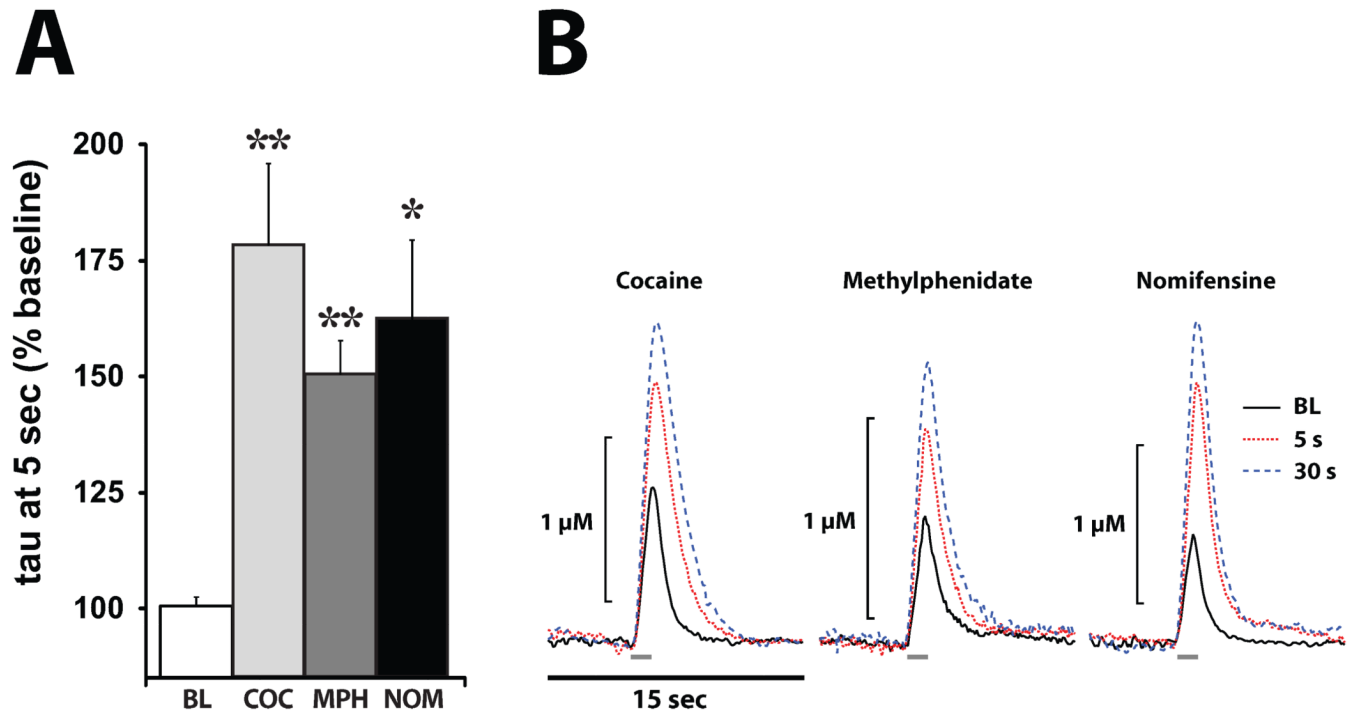 A
B
tau at 5 sec (% baseline)
200
175
150
125
100
**
**
*
BL COC MPH NOM
Cocaine
Methylphenidate
Nomifensine
1 µM
1 µM
1 µM
BL
5 s
30 s
15 sec